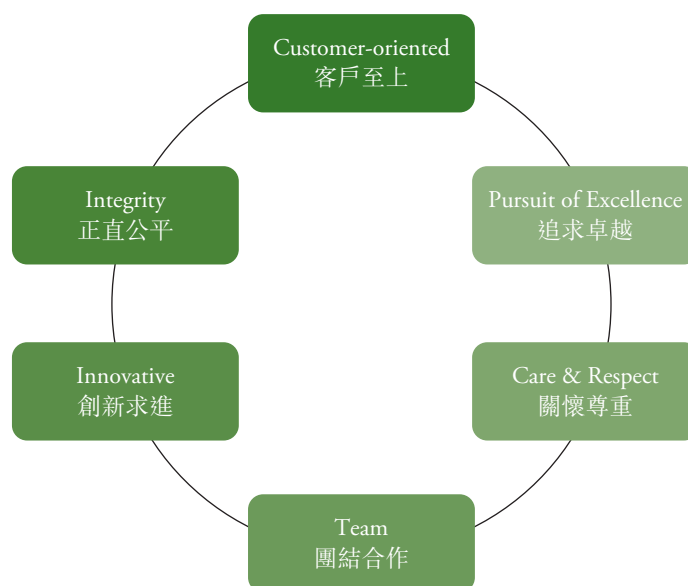 Customer-oriented
客戶至上
Integrity
正直公平
Pursuit of Excellence
追求卓越
Innovative
創新求進
Care & Respect
關懷尊重
Team
團結合作